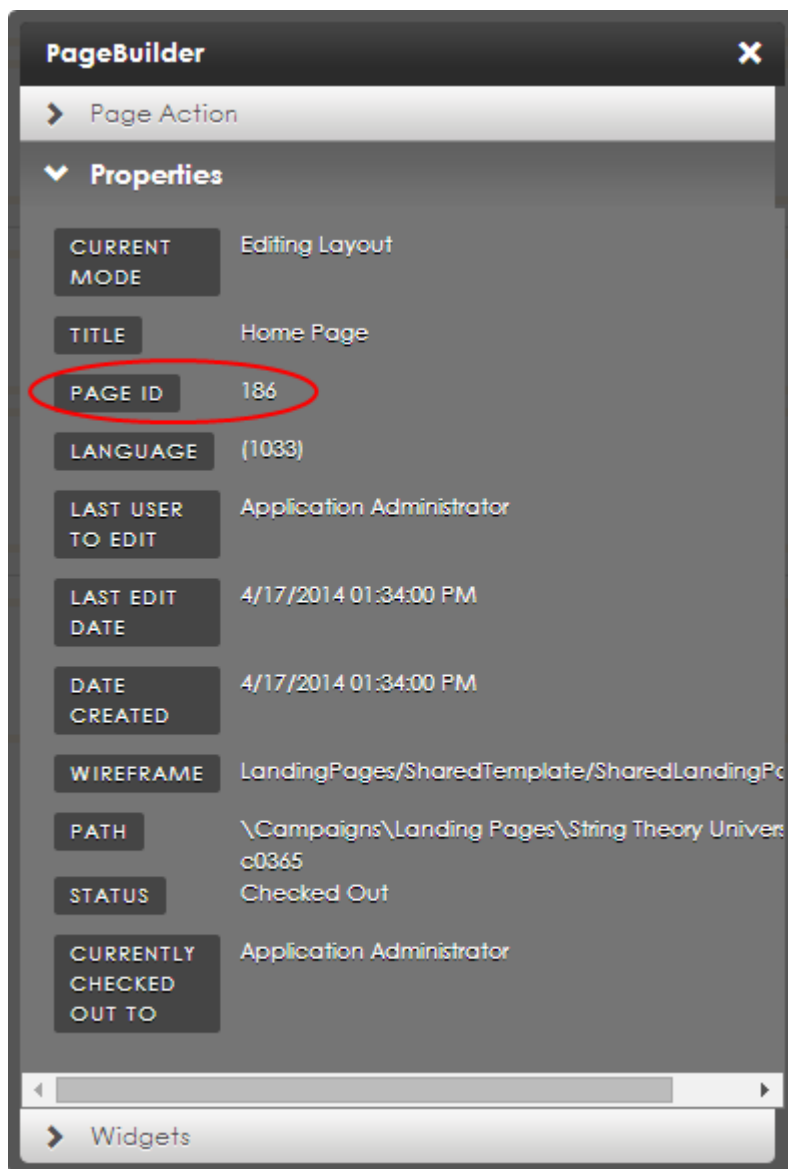 PageBuilder
Page Action
Properties
CURRENT MODE Editing Layout
TITLE Home Page
PAGE ID 186
LANGUAGE (1033)
LAST USER TO EDIT Application Administrator
LAST EDIT DATE 4/17/2014 01:34:00 PM
DATE CREATED 4/17/2014 01:34:00 PM
WIREFRAME LandingPages/SharedTemplate/SharedLandingPa
PATH \Campaigns\Landing Pages\String Theory Univers
c0365
STATUS Checked Out
CURRENTLY CHECKED OUT TO Application Administrator
Widgets